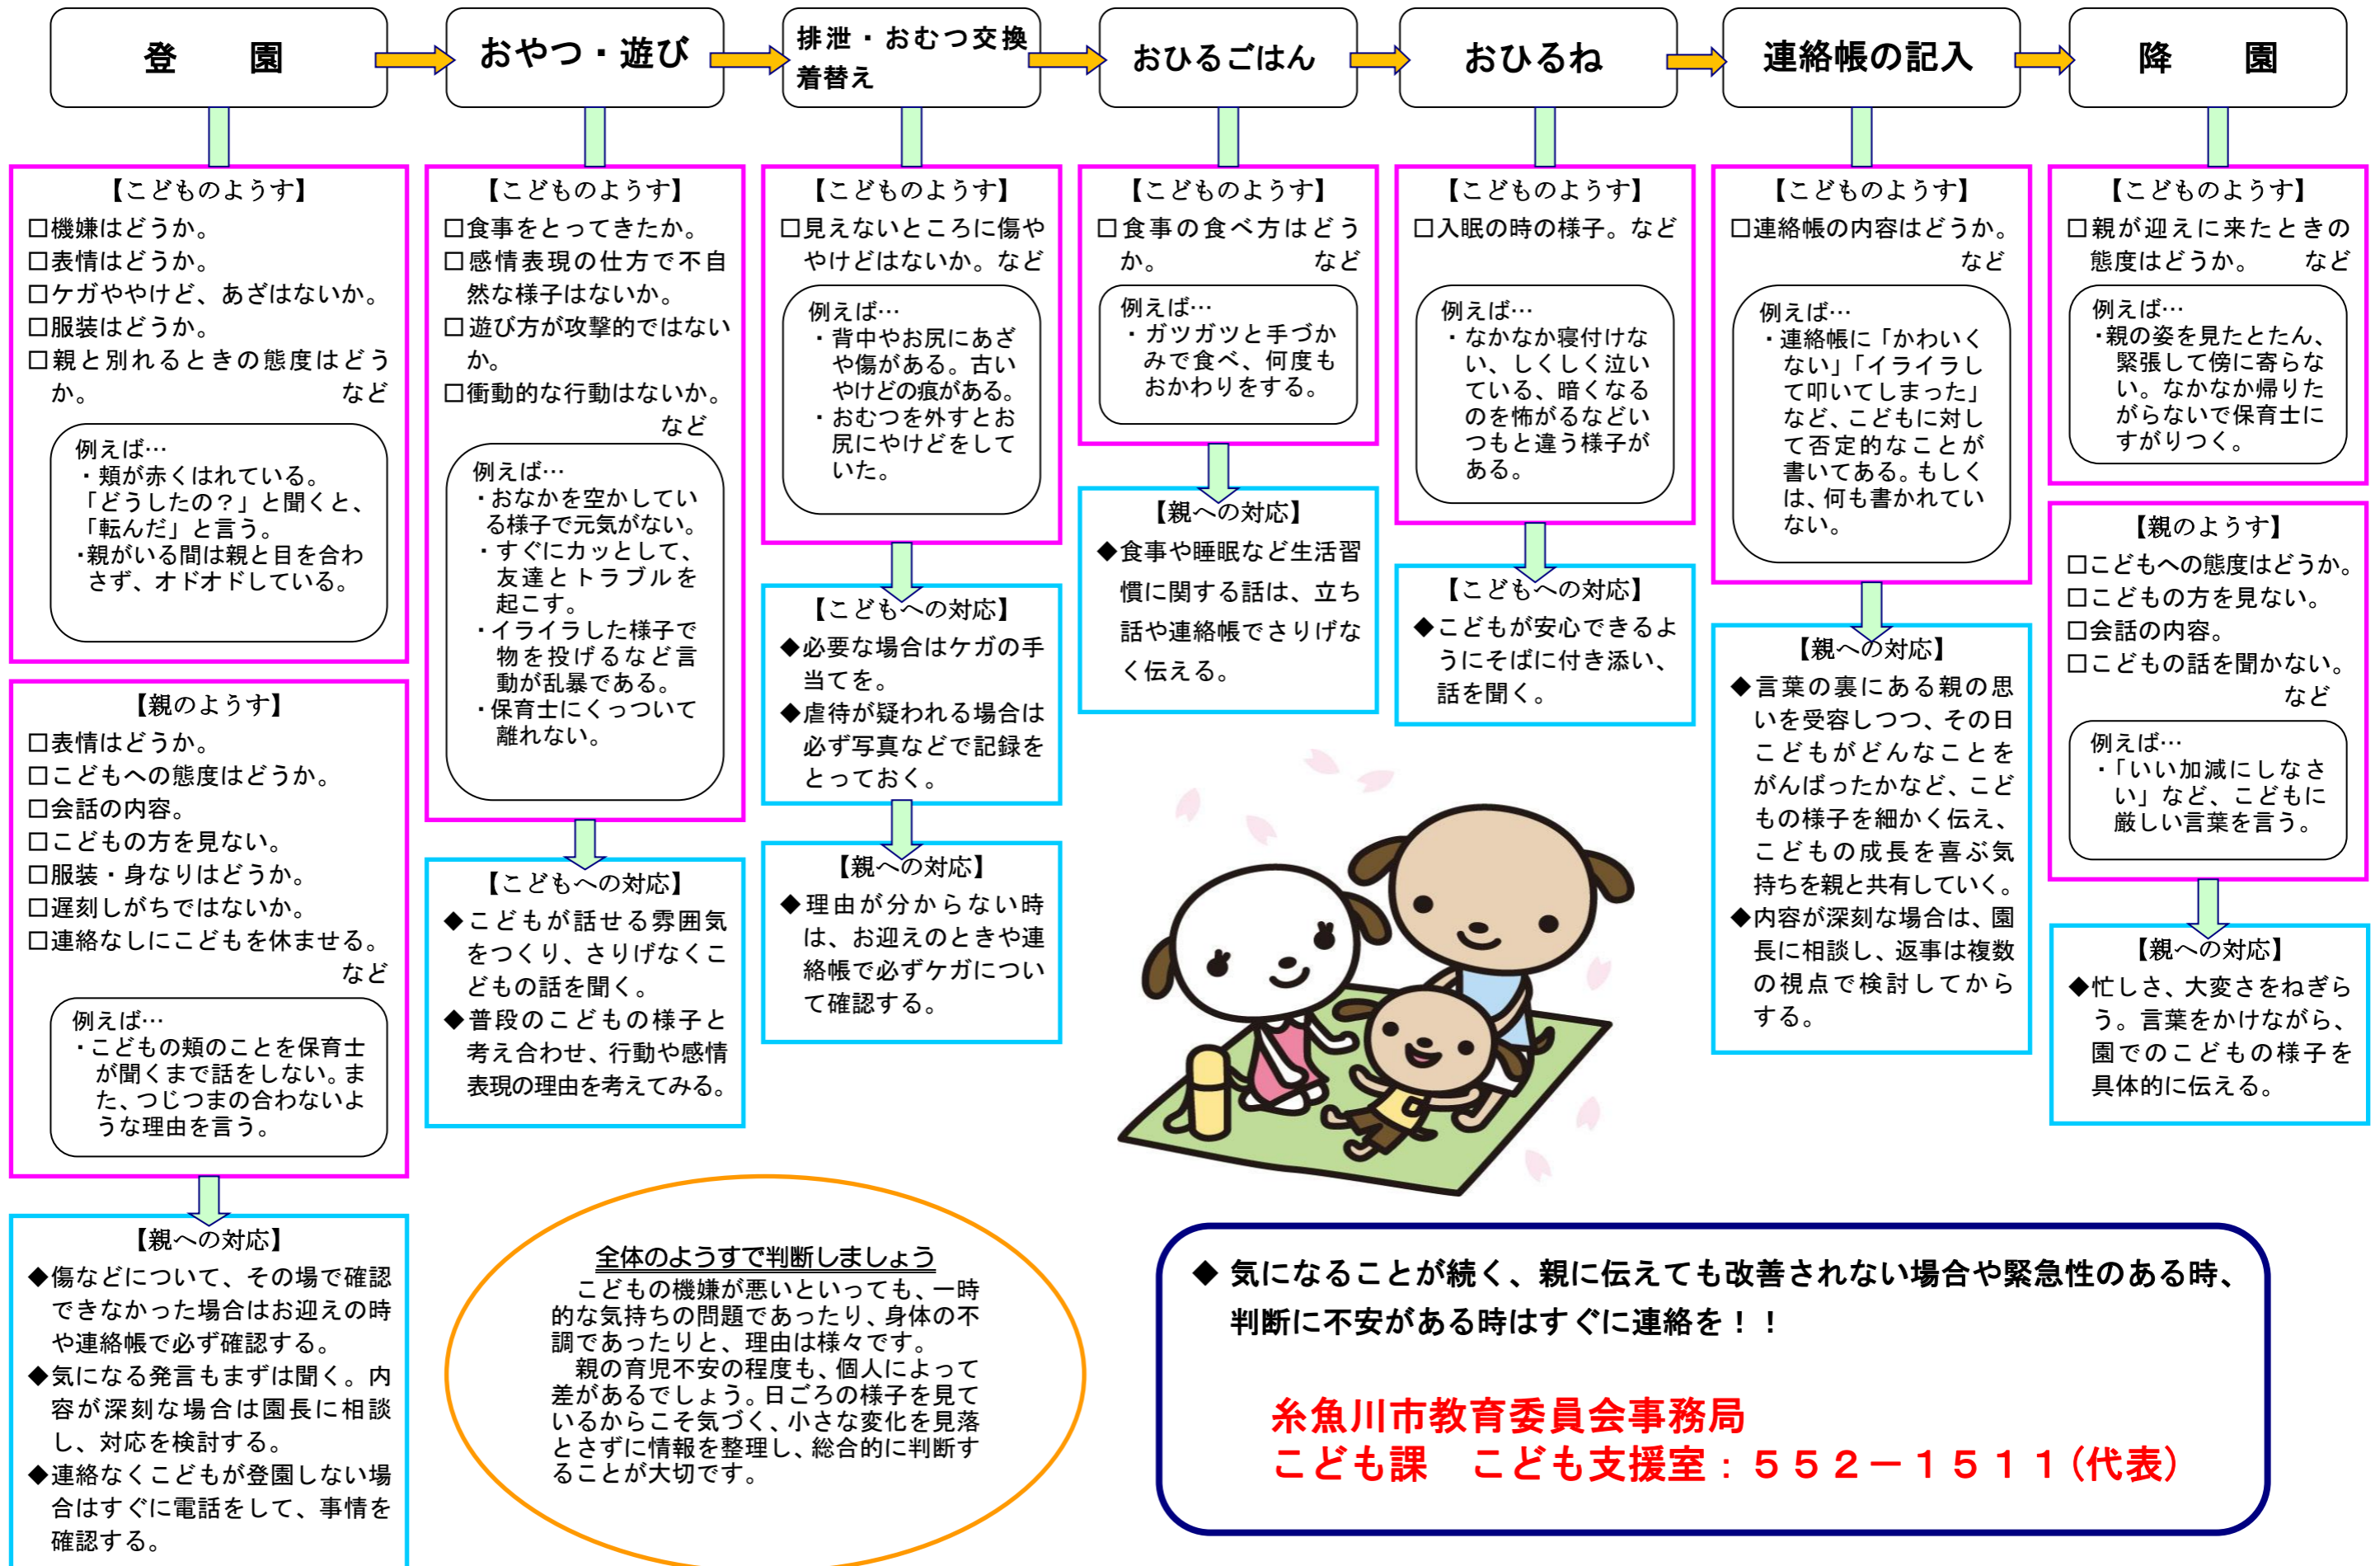 登　　園
おやつ・遊び
排泄・おむつ交換
着替え
おひるごはん
おひるね
連絡帳の記入
降　　園
【こどものようす】
□機嫌はどうか。
□表情はどうか。
□ケガややけど、あざはないか。
□服装はどうか。
□親と別れるときの態度はどう
か。　　　　　　　　　　　など
例えば…
・頬が赤くはれている。
「どうしたの？」と聞くと、
「転んだ」と言う。
・親がいる間は親と目を合わ
さず、オドオドしている。
【親のようす】
□表情はどうか。
□こどもへの態度はどうか。
□会話の内容。
□こどもの方を見ない。
□服装・身なりはどうか。
□遅刻しがちではないか。
□連絡なしにこどもを休ませる。
など
例えば…
・こどもの頬のことを保育士
が聞くまで話をしない。ま
た、つじつまの合わないよ
うな理由を言う。
【親への対応】
◆傷などについて、その場で確認
できなかった場合はお迎えの時
や連絡帳で必ず確認する。
◆気になる発言もまずは聞く。内
容が深刻な場合は園長に相談
し、対応を検討する。
◆連絡なくこどもが登園しない場
合はすぐに電話をして、事情を
確認する。
【こどものようす】
□食事をとってきたか。
□感情表現の仕方で不自
然な様子はないか。
□遊び方が攻撃的ではない
か。
□衝動的な行動はないか。
など
例えば…
・おなかを空かしてい
る様子で元気がない。
・すぐにカッとして、
友達とトラブルを
起こす。
・イライラした様子で
物を投げるなど言
動が乱暴である。
・保育士にくっついて
離れない。
【こどもへの対応】
◆こどもが話せる雰囲気
をつくり、さりげなくこ
どもの話を聞く。
◆普段のこどもの様子と
考え合わせ、行動や感情
表現の理由を考えてみる。
【こどものようす】
□見えないところに傷や
やけどはないか。など
例えば…
・背中やお尻にあざ
や傷がある。古い
やけどの痕がある。
・おむつを外すとお
尻にやけどをして
いた。
【こどもへの対応】
◆必要な場合はケガの手
当てを。
◆虐待が疑われる場合は
必ず写真などで記録を
とっておく。
【親への対応】
◆理由が分からない時
は、お迎えのときや連
絡帳で必ずケガについ
て確認する。
【こどものようす】
□食事の食べ方はどう
か。　　　　　　など
例えば…
・ガツガツと手づか
みで食べ、何度も
おかわりをする。
【親への対応】
◆食事や睡眠など生活習
慣に関する話は、立ち
話や連絡帳でさりげな
く伝える。
【こどものようす】
□入眠の時の様子。など
例えば…
・なかなか寝付けな
い、しくしく泣い
ている、暗くなる
のを怖がるなどい
つもと違う様子が
ある。
【こどもへの対応】
◆こどもが安心できるよ
うにそばに付き添い、
話を聞く。
【こどものようす】
□連絡帳の内容はどうか。
など
例えば…
・連絡帳に「かわいく
ない」「イライラし
て叩いてしまった」
など、こどもに対し
て否定的なことが
書いてある。もしく
は、何も書かれてい
ない。
【親への対応】
◆言葉の裏にある親の思
いを受容しつつ、その日
こどもがどんなことを
がんばったかなど、こど
もの様子を細かく伝え、
こどもの成長を喜ぶ気
持ちを親と共有していく。
◆内容が深刻な場合は、園
長に相談し、返事は複数
の視点で検討してから
する。
【こどものようす】
□親が迎えに来たときの
態度はどうか。　　など
例えば…
・親の姿を見たとたん、
緊張して傍に寄らな
い。なかなか帰りた
がらないで保育士に
すがりつく。
【親のようす】
□こどもへの態度はどうか。
□こどもの方を見ない。
□会話の内容。
□こどもの話を聞かない。
など
例えば…
・「いい加減にしなさ
い」など、こどもに
厳しい言葉を言う。
【親への対応】
◆忙しさ、大変さをねぎら
う。言葉をかけながら、
園でのこどもの様子を
具体的に伝える。
全体のようすで判断しましょう
こどもの機嫌が悪いといっても、一時
的な気持ちの問題であったり、身体の不
調であったりと、理由は様々です。
親の育児不安の程度も、個人によって
差があるでしょう。日ごろの様子を見て
いるからこそ気づく、小さな変化を見落
とさずに情報を整理し、総合的に判断す
ることが大切です。
◆ 気になることが続く、親に伝えても改善されない場合や緊急性のある時、
判断に不安がある時はすぐに連絡を！！
糸魚川市教育委員会事務局
こども課　こども支援室：５５２－１５１１(代表)